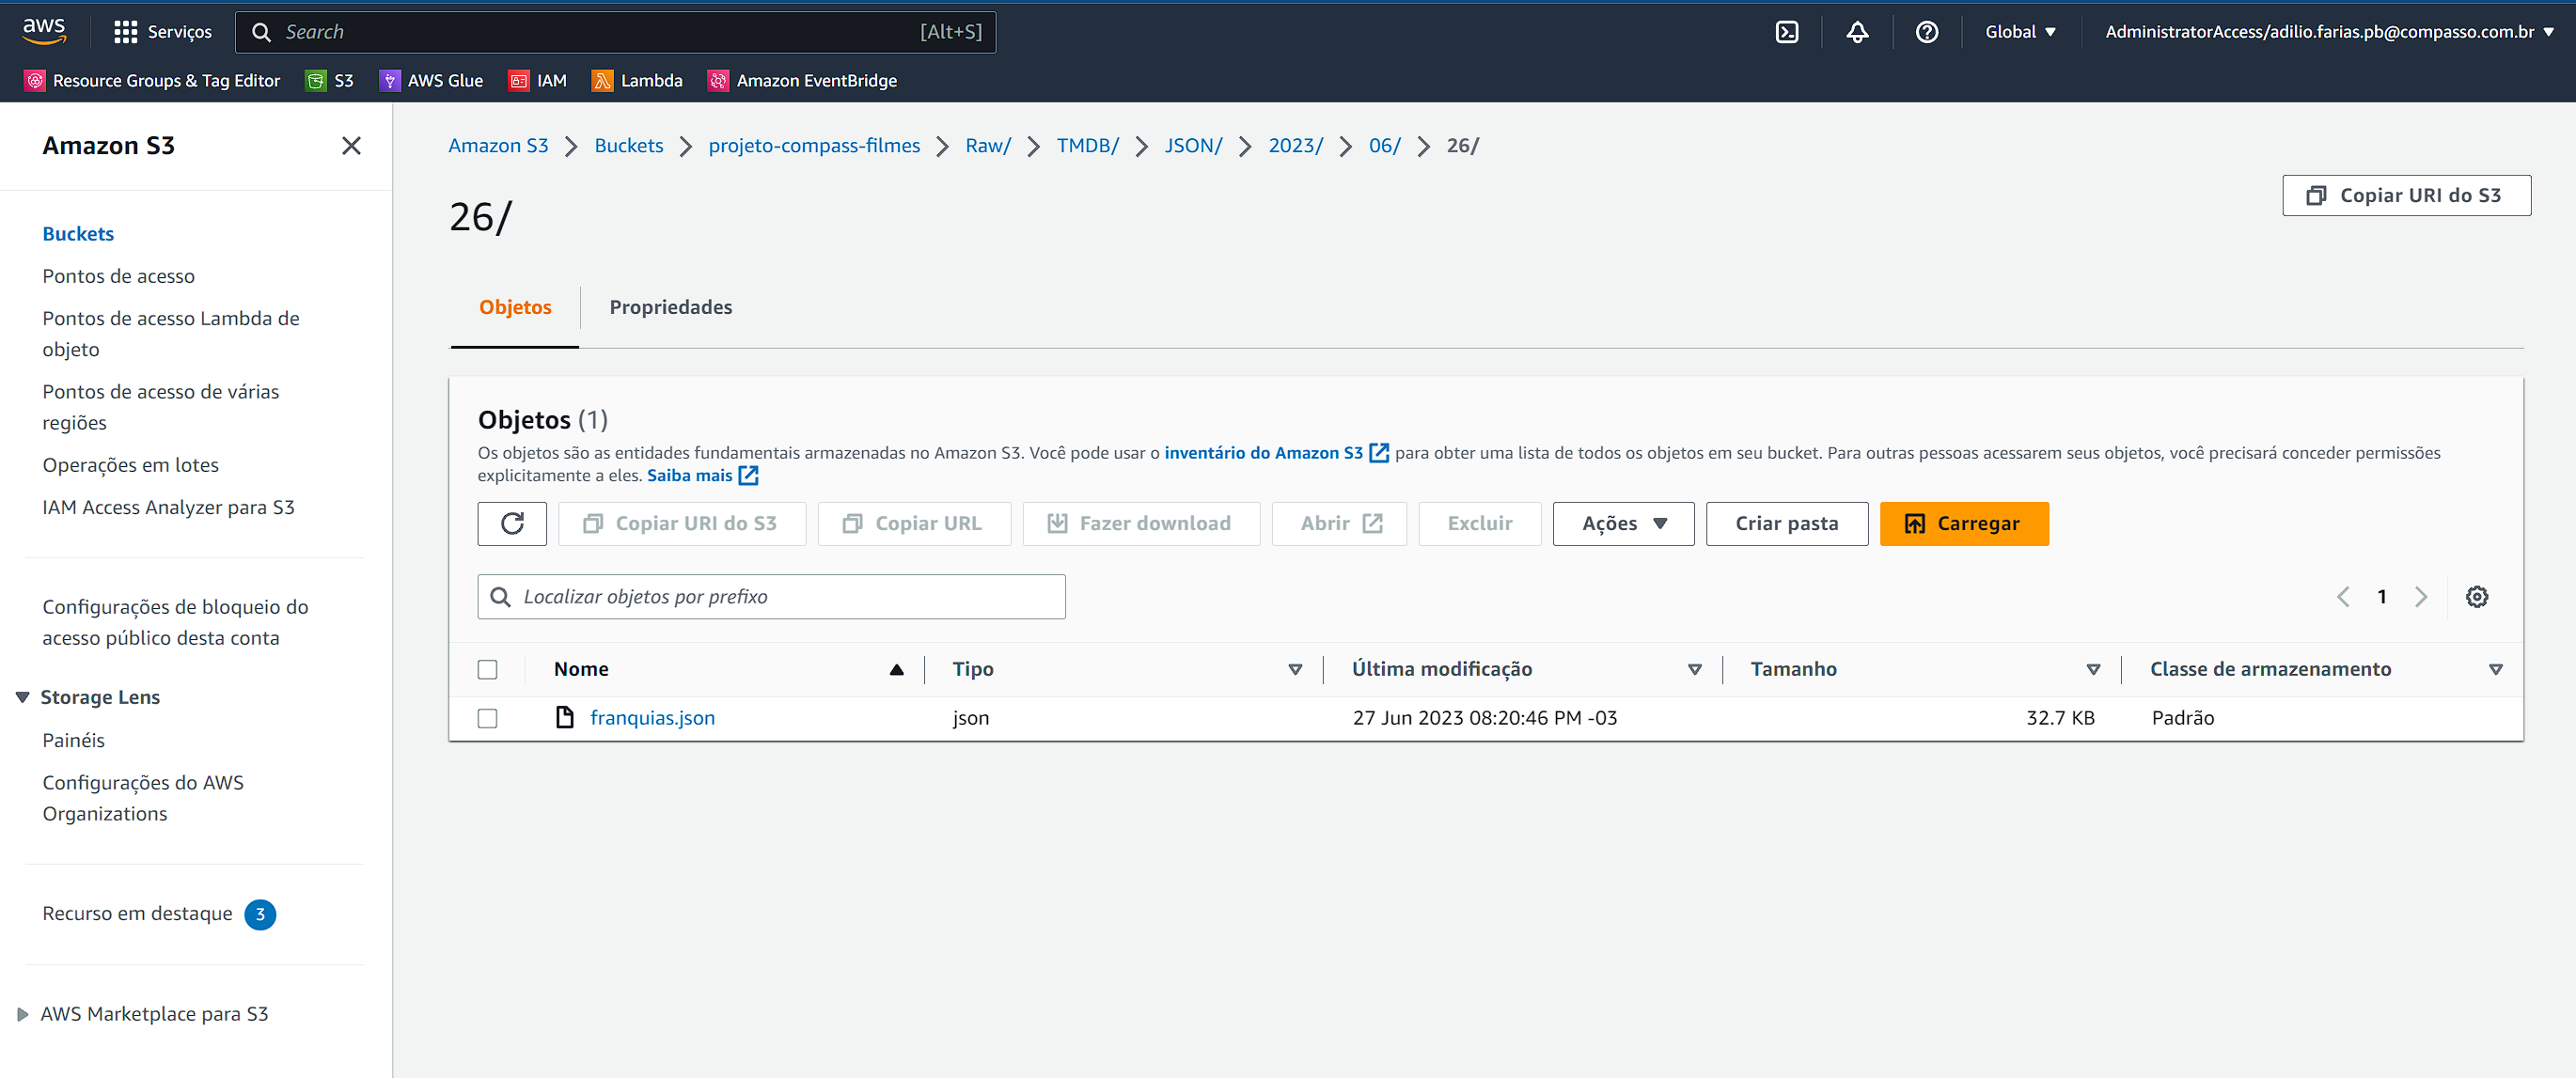 aws Serviços Search [Alt+S] Global AdministratorAccess/adilio.farias.pb@compasso.com.br
Resource Groups & Tag Editor S3 AWS Glue IAM Lambda Amazon EventBridge
Amazon S3
Buckets
Pontos de acesso
Pontos de acesso Lambda de
objeto
Pontos de acesso de várias
regiões
Operações em lotes
IAM Access Analyzer para S3
Configurações de bloqueio do
acesso público desta conta
Storage Lens
Painéis
Configurações do AWS
Organizations
Recurso em destaque 3
AWS Marketplace para S3
Amazon S3 Buckets projeto-compass-filmes Raw/ TMDB/ JSON/ 2023/ 06/ 26/
26/
Copiar URI do S3
Objetos Propriedades
Objetos (1)
Os objetos são as entidades fundamentais armazenadas no Amazon S3. Você pode usar o inventário do Amazon S3 para obter uma lista de todos os objetos em seu bucket. Para outras pessoas acessarem seus objetos, você precisará conceder permissões
explicitamente a eles. Saiba mais
Copiar URI do S3 Copiar URL Fazer download Abrir Excluir Ações Criar pasta Carregar
Localizar objetos por prefixo 1
Nome Tipo Última modificação Tamanho Classe de armazenamento
franquias.json json 27 Jun 2023 08:20:46 PM -03 32.7 KB Padrão